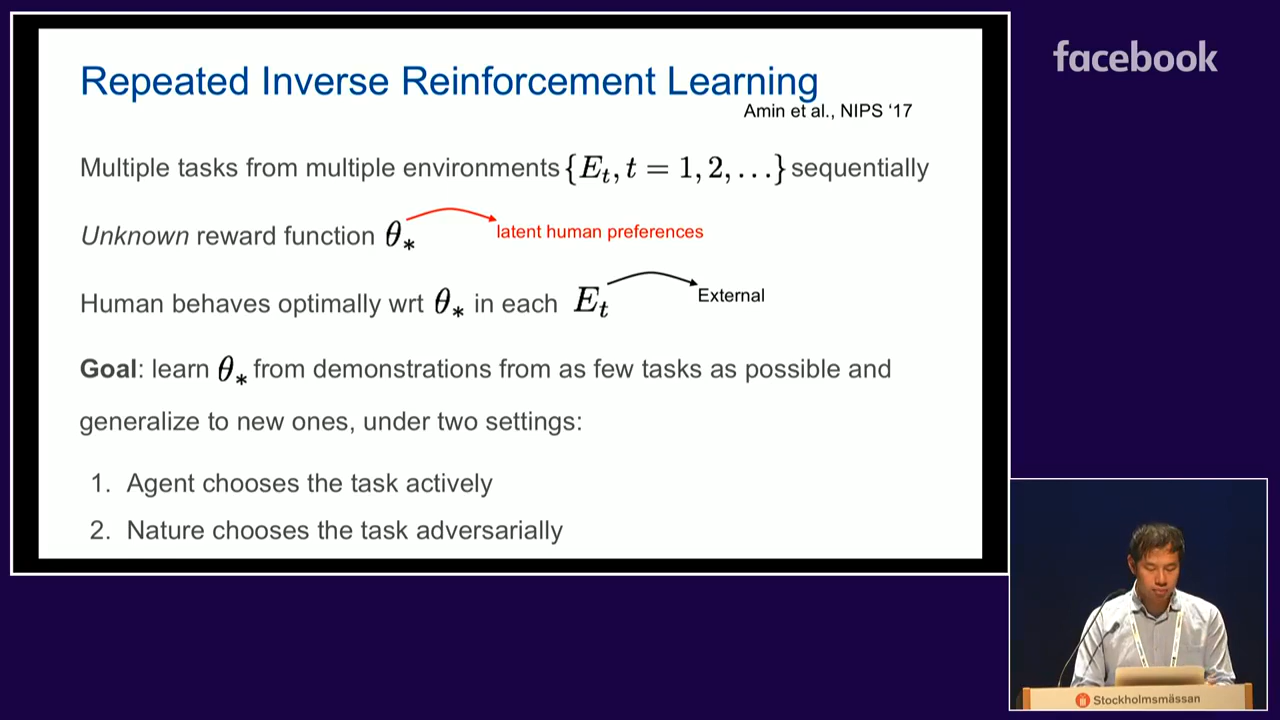 Repeated Inverse Reinforcement Learning
Amin et al., NIPS ‘17
Multiple tasks from multiple environments {E_t, t = 1, 2, . . .} sequentially
Unknown reward function θ_*
latent human preferences
Human behaves optimally wrt θ_* in each E_t
External
Goal: learn θ_* from demonstrations from as few tasks as possible and
generalize to new ones, under two settings:
1. Agent chooses the task actively
2. Nature chooses the task adversarially
facebook
Stockholmsmässan